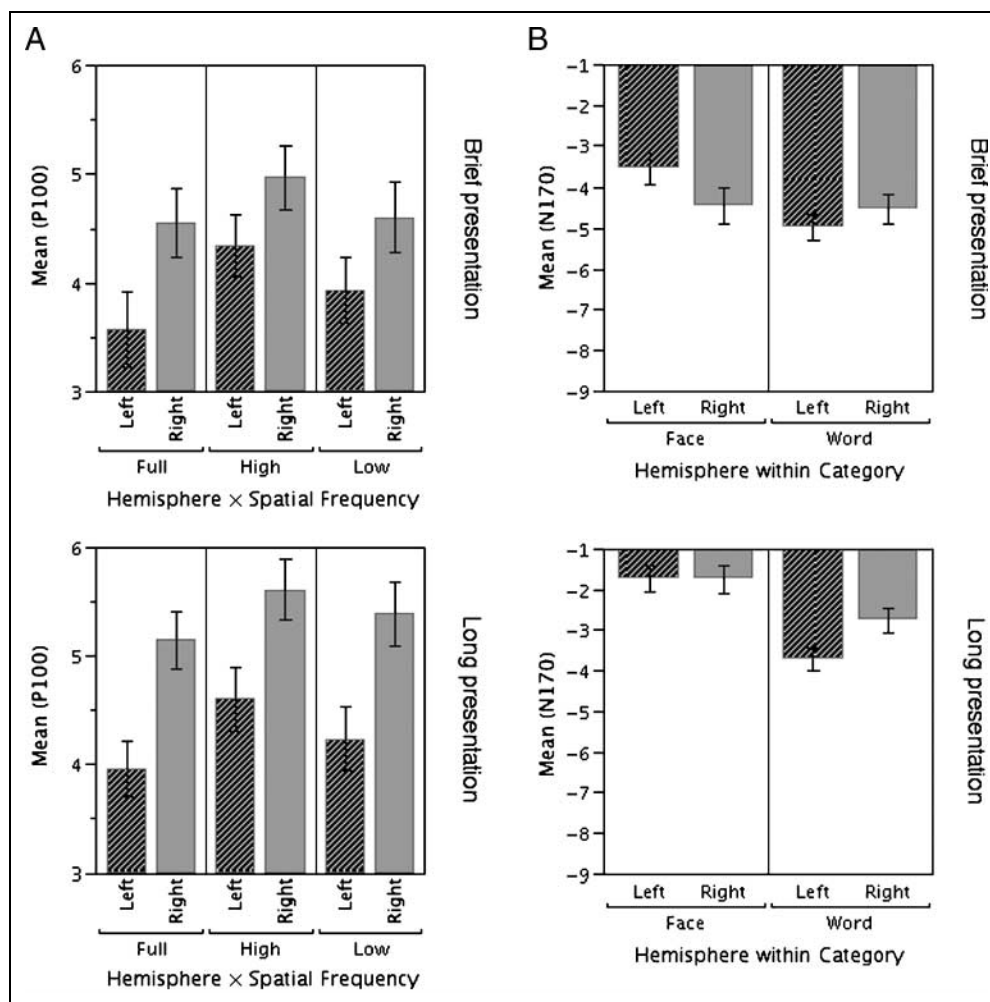 A
6
5
4
3
Mean (P100)
Left
Right
Left
Right
Left
Right
Full High Low
Hemisphere × Spatial Frequency
Brief presentation
B
−1
−2
−3
−4
−5
−6
−7
−8
−9
Mean (N170)
Left Right Left Right
Face Word
Hemisphere within Category
Brief presentation
6
5
4
3
Mean (P100)
Left
Right
Left
Right
Left
Right
Full High Low
Hemisphere × Spatial Frequency
Long presentation
−1
−2
−3
−4
−5
−6
−7
−8
−9
Mean (N170)
Left Right Left Right
Face Word
Hemisphere within Category
Long presentation